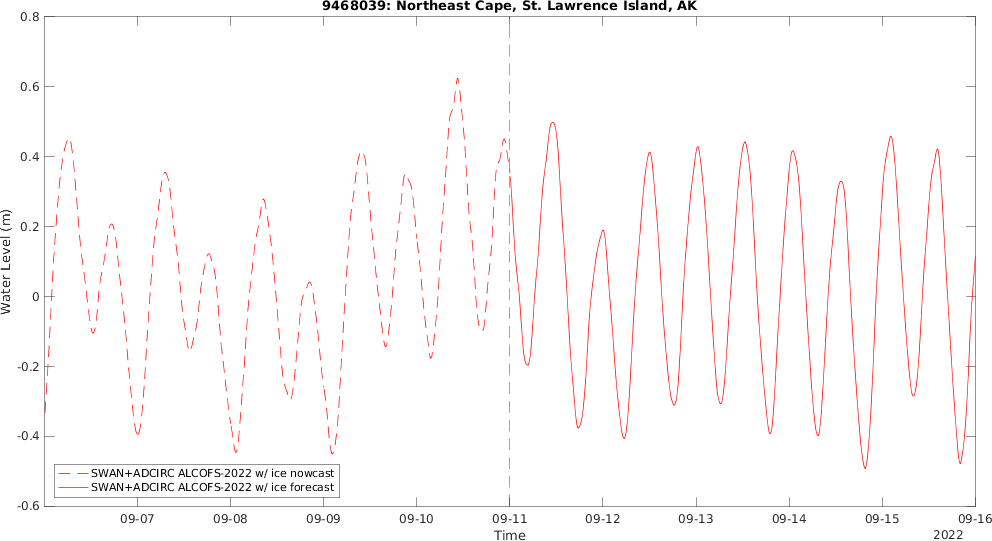 9468039: Northeast Cape, St. Lawrence Island, AK
0.8
0.6
0.4
0.2
0
-0.2
-0.4
-0.6
Water Level (m)
SWAN+ADCIRC ALCOFS-2022 w/ ice nowcast
SWAN+ADCIRC ALCOFS-2022 w/ ice forecast
09-07 09-08 09-09 09-10 09-11 09-12 09-13 09-14 09-15 09-16
Time
2022